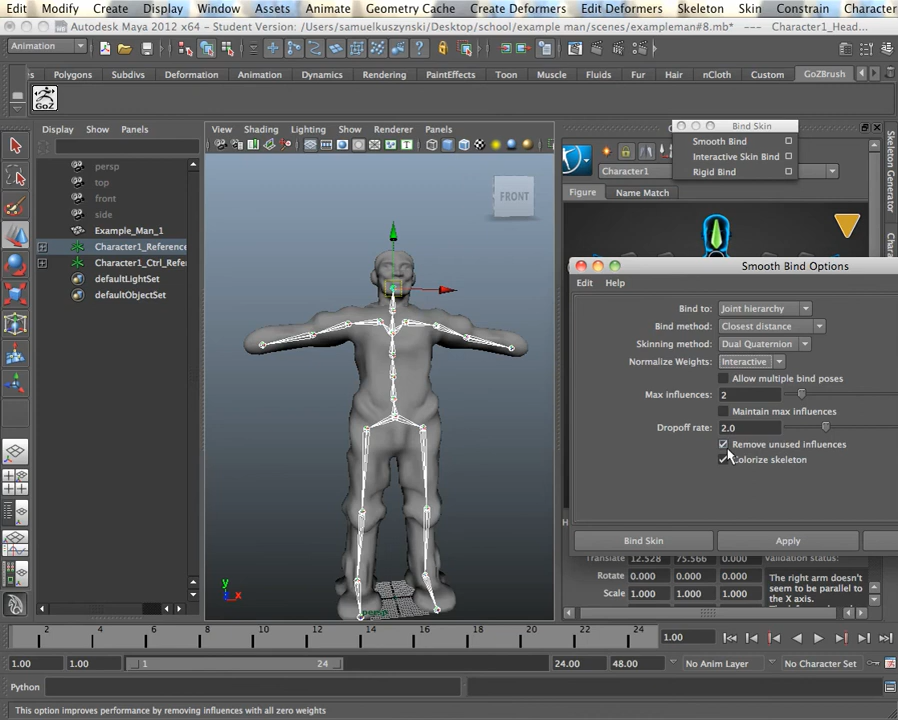 Edit Modify Create Display Window Assets Animate Geometry Cache Create Deformers Edit Deformers Skeleton Skin Constrain Character
Autodesk Maya 2012 x64 - Student Version: /Users/samuelkuszynski/Desktop/school/example man/scenes/exampleman#8.mb* --- Character1_Head...
Animation
Polygons Subdivs Deformation Animation Dynamics Rendering PaintEffects Toon Muscle Fluids Fur Hair nCloth Custom GoZBrush
GoZ
Display Show Panels
View Shading Lighting Show Renderer Panels
Bind Skin
Smooth Bind
Interactive Skin Bind
Rigid Bind
Character1
Figure Name Match
Skeleton Generator
persp
top
front
side
Example_Man_1
Character1_Reference
Character1_Ctrl_Refer
defaultLightSet
defaultObjectSet
FRONT
Smooth Bind Options
Edit Help
Bind to: Joint hierarchy
Bind method: Closest distance
Skinning method: Dual Quaternion
Normalize Weights: Interactive
Allow multiple bind poses
Max influences: 2
Maintain max influences
Dropoff rate: 2.0
Remove unused influences
Colorize skeleton
Bind Skin Apply
Translate 12.528 75.566 0.000
Rotate 0.000 0.000 0.000
Scale 1.000 1.000 1.000
Validation status:
The right arm doesn't
seem to be parallel to
the X axis.
persp
y
x
2 4 6 8 10 12 14 16 18 20 22 24
1.00
1.00 1.00 1 24 24.00 48.00 No Anim Layer No Character Set
Python
This option improves performance by removing influences with all zero weights